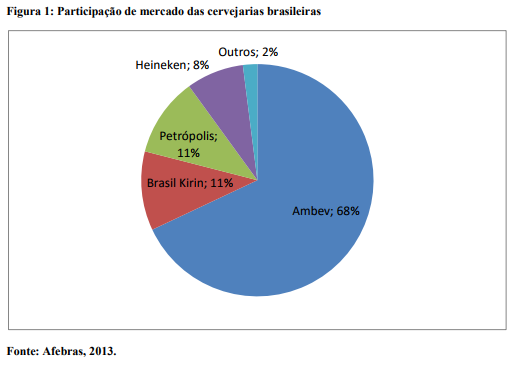 Figura 1: Participação de mercado das cervejarias brasileiras
Outros; 2%
Heineken; 8%
Petrópolis;
11%
Brasil Kirin; 11%
Ambev; 68%
Fonte: Afebras, 2013.